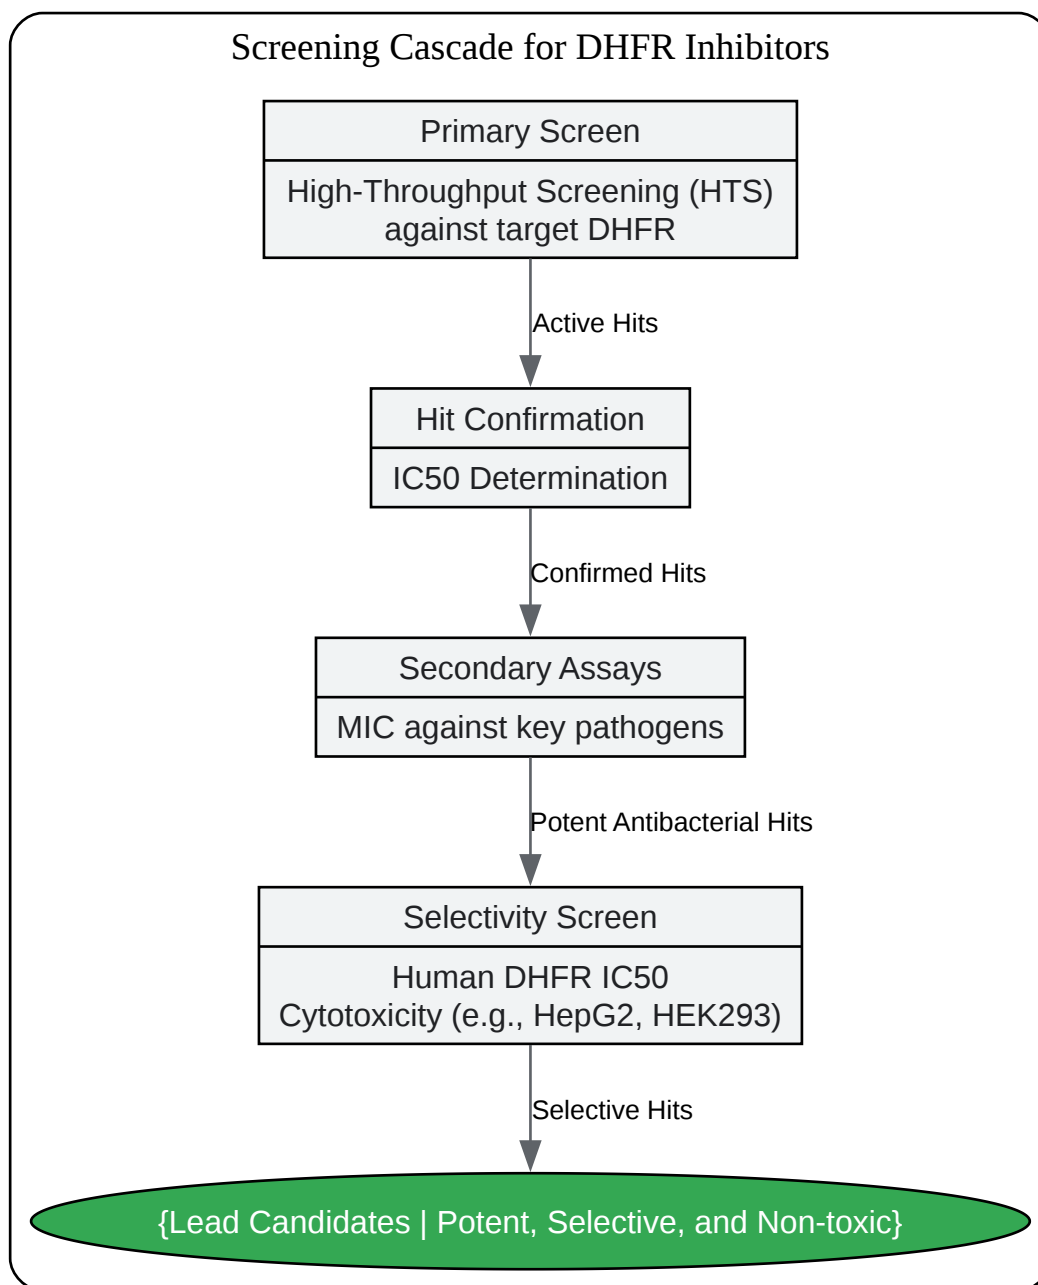 Screening Cascade for DHFR Inhibitors
Primary Screen
High-Throughput Screening (HTS)
against target DHFR
Active Hits
Hit Confirmation
IC50 Determination
Confirmed Hits
Secondary Assays
MIC against key pathogens
Potent Antibacterial Hits
Selectivity Screen
Human DHFR IC50
Cytotoxicity (e.g., HepG2, HEK293)
Selective Hits
{Lead Candidates | Potent, Selective, and Non-toxic}